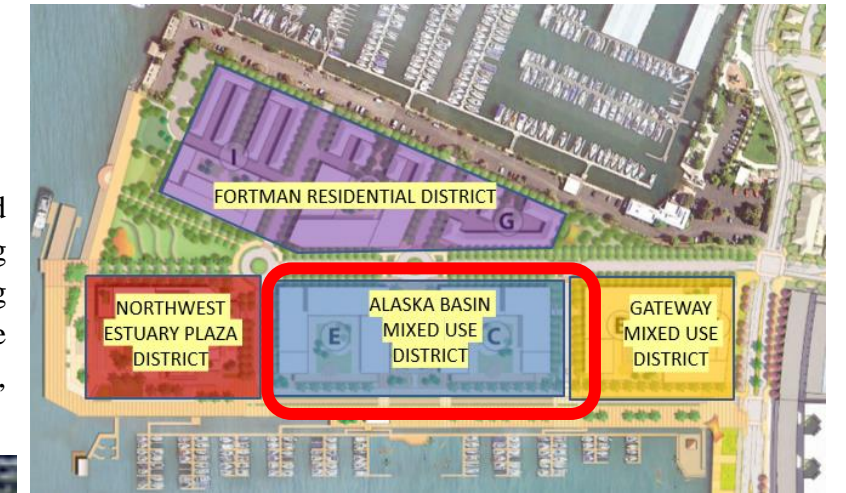 d
g
g
e
,
FORTMAN RESIDENTIAL DISTRICT
I
G
NORTHWEST
ESTUARY PLAZA
DISTRICT
ALASKA BASIN
MIXED USE
DISTRICT
E
C
GATEWAY
MIXED USE
DISTRICT